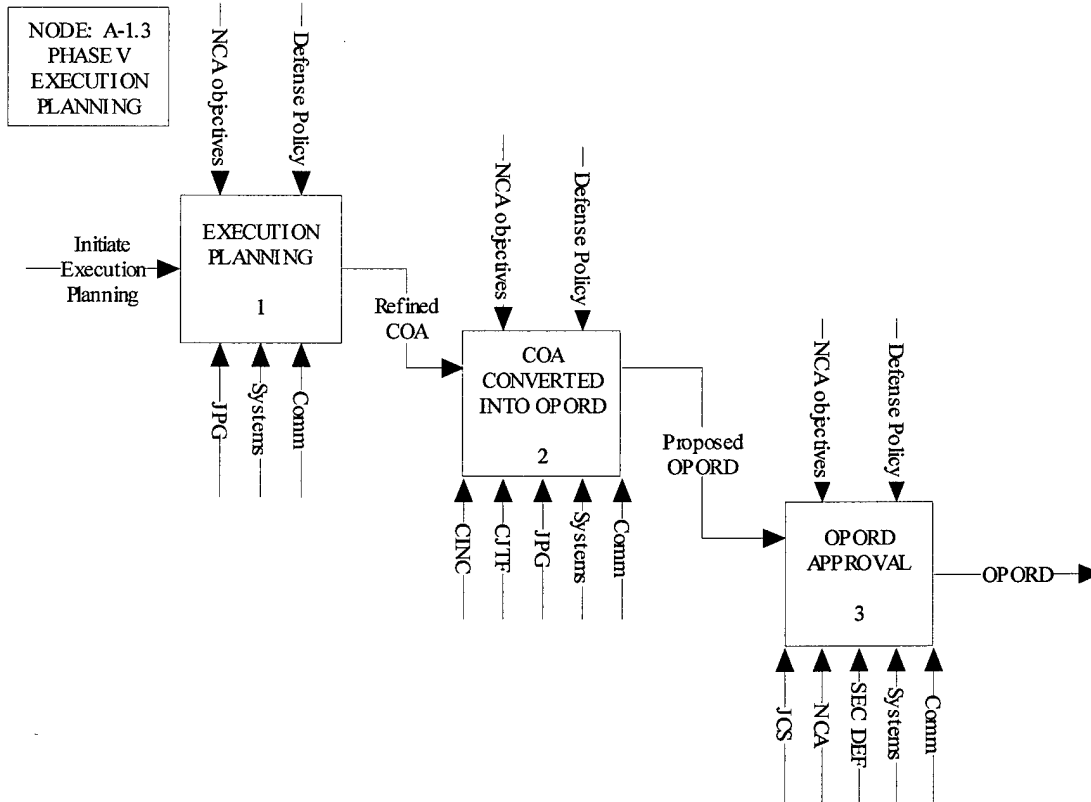 NODE: A-1.3
PHASE V
EXECUTION
PLANNING
NCA objectives
Defense Policy
Initiate
Execution
Planning
EXECUTION
PLANNING
1
JPG
Systems
Comm
Refined
COA
NCA objectives
Defense Policy
COA
CONVERTED
INTO OPORD
2
CINC
CJTF
JPG
Systems
Comm
Proposed
OPORD
NCA objectives
Defense Policy
OPORD
APPROVAL
3
JCS
NCA
SEC DEF
Systems
Comm
OPORD